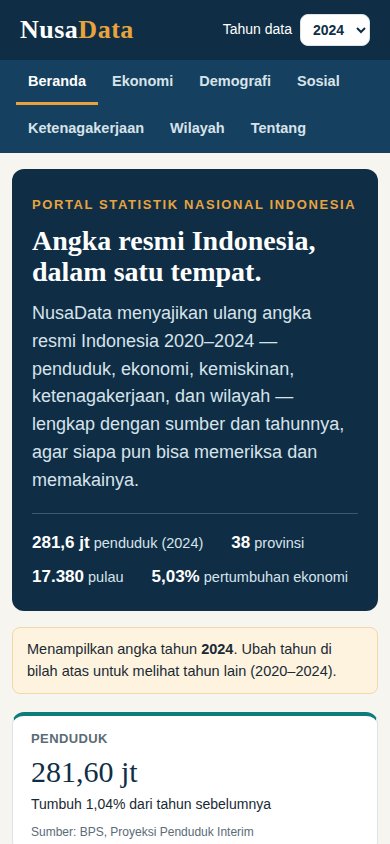 NusaData
Tahun data 2024
Beranda Ekonomi Demografi Sosial
Ketenagakerjaan Wilayah Tentang
PORTAL STATISTIK NASIONAL INDONESIA
Angka resmi Indonesia,
dalam satu tempat.
NusaData menyajikan ulang angka
resmi Indonesia 2020–2024 —
penduduk, ekonomi, kemiskinan,
ketenagakerjaan, dan wilayah —
lengkap dengan sumber dan tahunnya,
agar siapa pun bisa memeriksa dan
memakainya.
281,6 jt penduduk (2024) 38 provinsi
17.380 pulau 5,03% pertumbuhan ekonomi
Menampilkan angka tahun 2024. Ubah tahun di
bilah atas untuk melihat tahun lain (2020–2024).
PENDUDUK
281,60 jt
Tumbuh 1,04% dari tahun sebelumnya
Sumber: BPS, Proyeksi Penduduk Interim